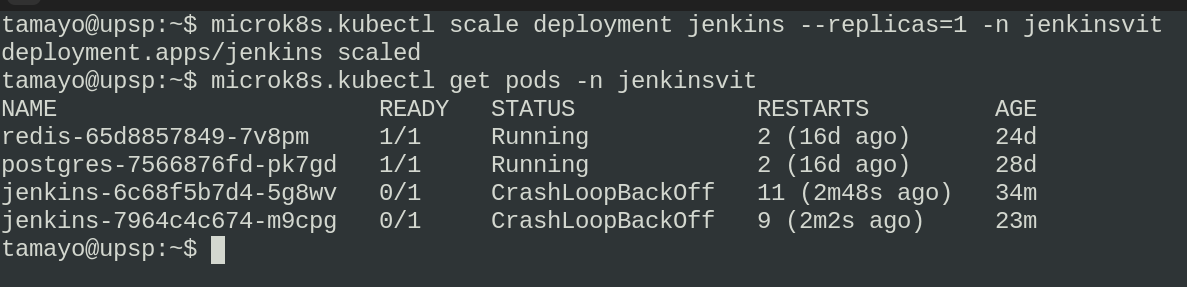 tamayo@upsp:~$ microk8s.kubectl scale deployment jenkins --replicas=1 -n jenkinsvit
deployment.apps/jenkins scaled
tamayo@upsp:~$ microk8s.kubectl get pods -n jenkinsvit
NAME                        READY   STATUS             RESTARTS         AGE
redis-65d8857849-7v8pm      1/1     Running            2 (16d ago)      24d
postgres-7566876fd-pk7gd    1/1     Running            2 (16d ago)      28d
jenkins-6c68f5b7d4-5g8wv    0/1     CrashLoopBackOff   11 (2m48s ago)   34m
jenkins-7964c4c674-m9cpg    0/1     CrashLoopBackOff   9 (2m2s ago)     23m
tamayo@upsp:~$